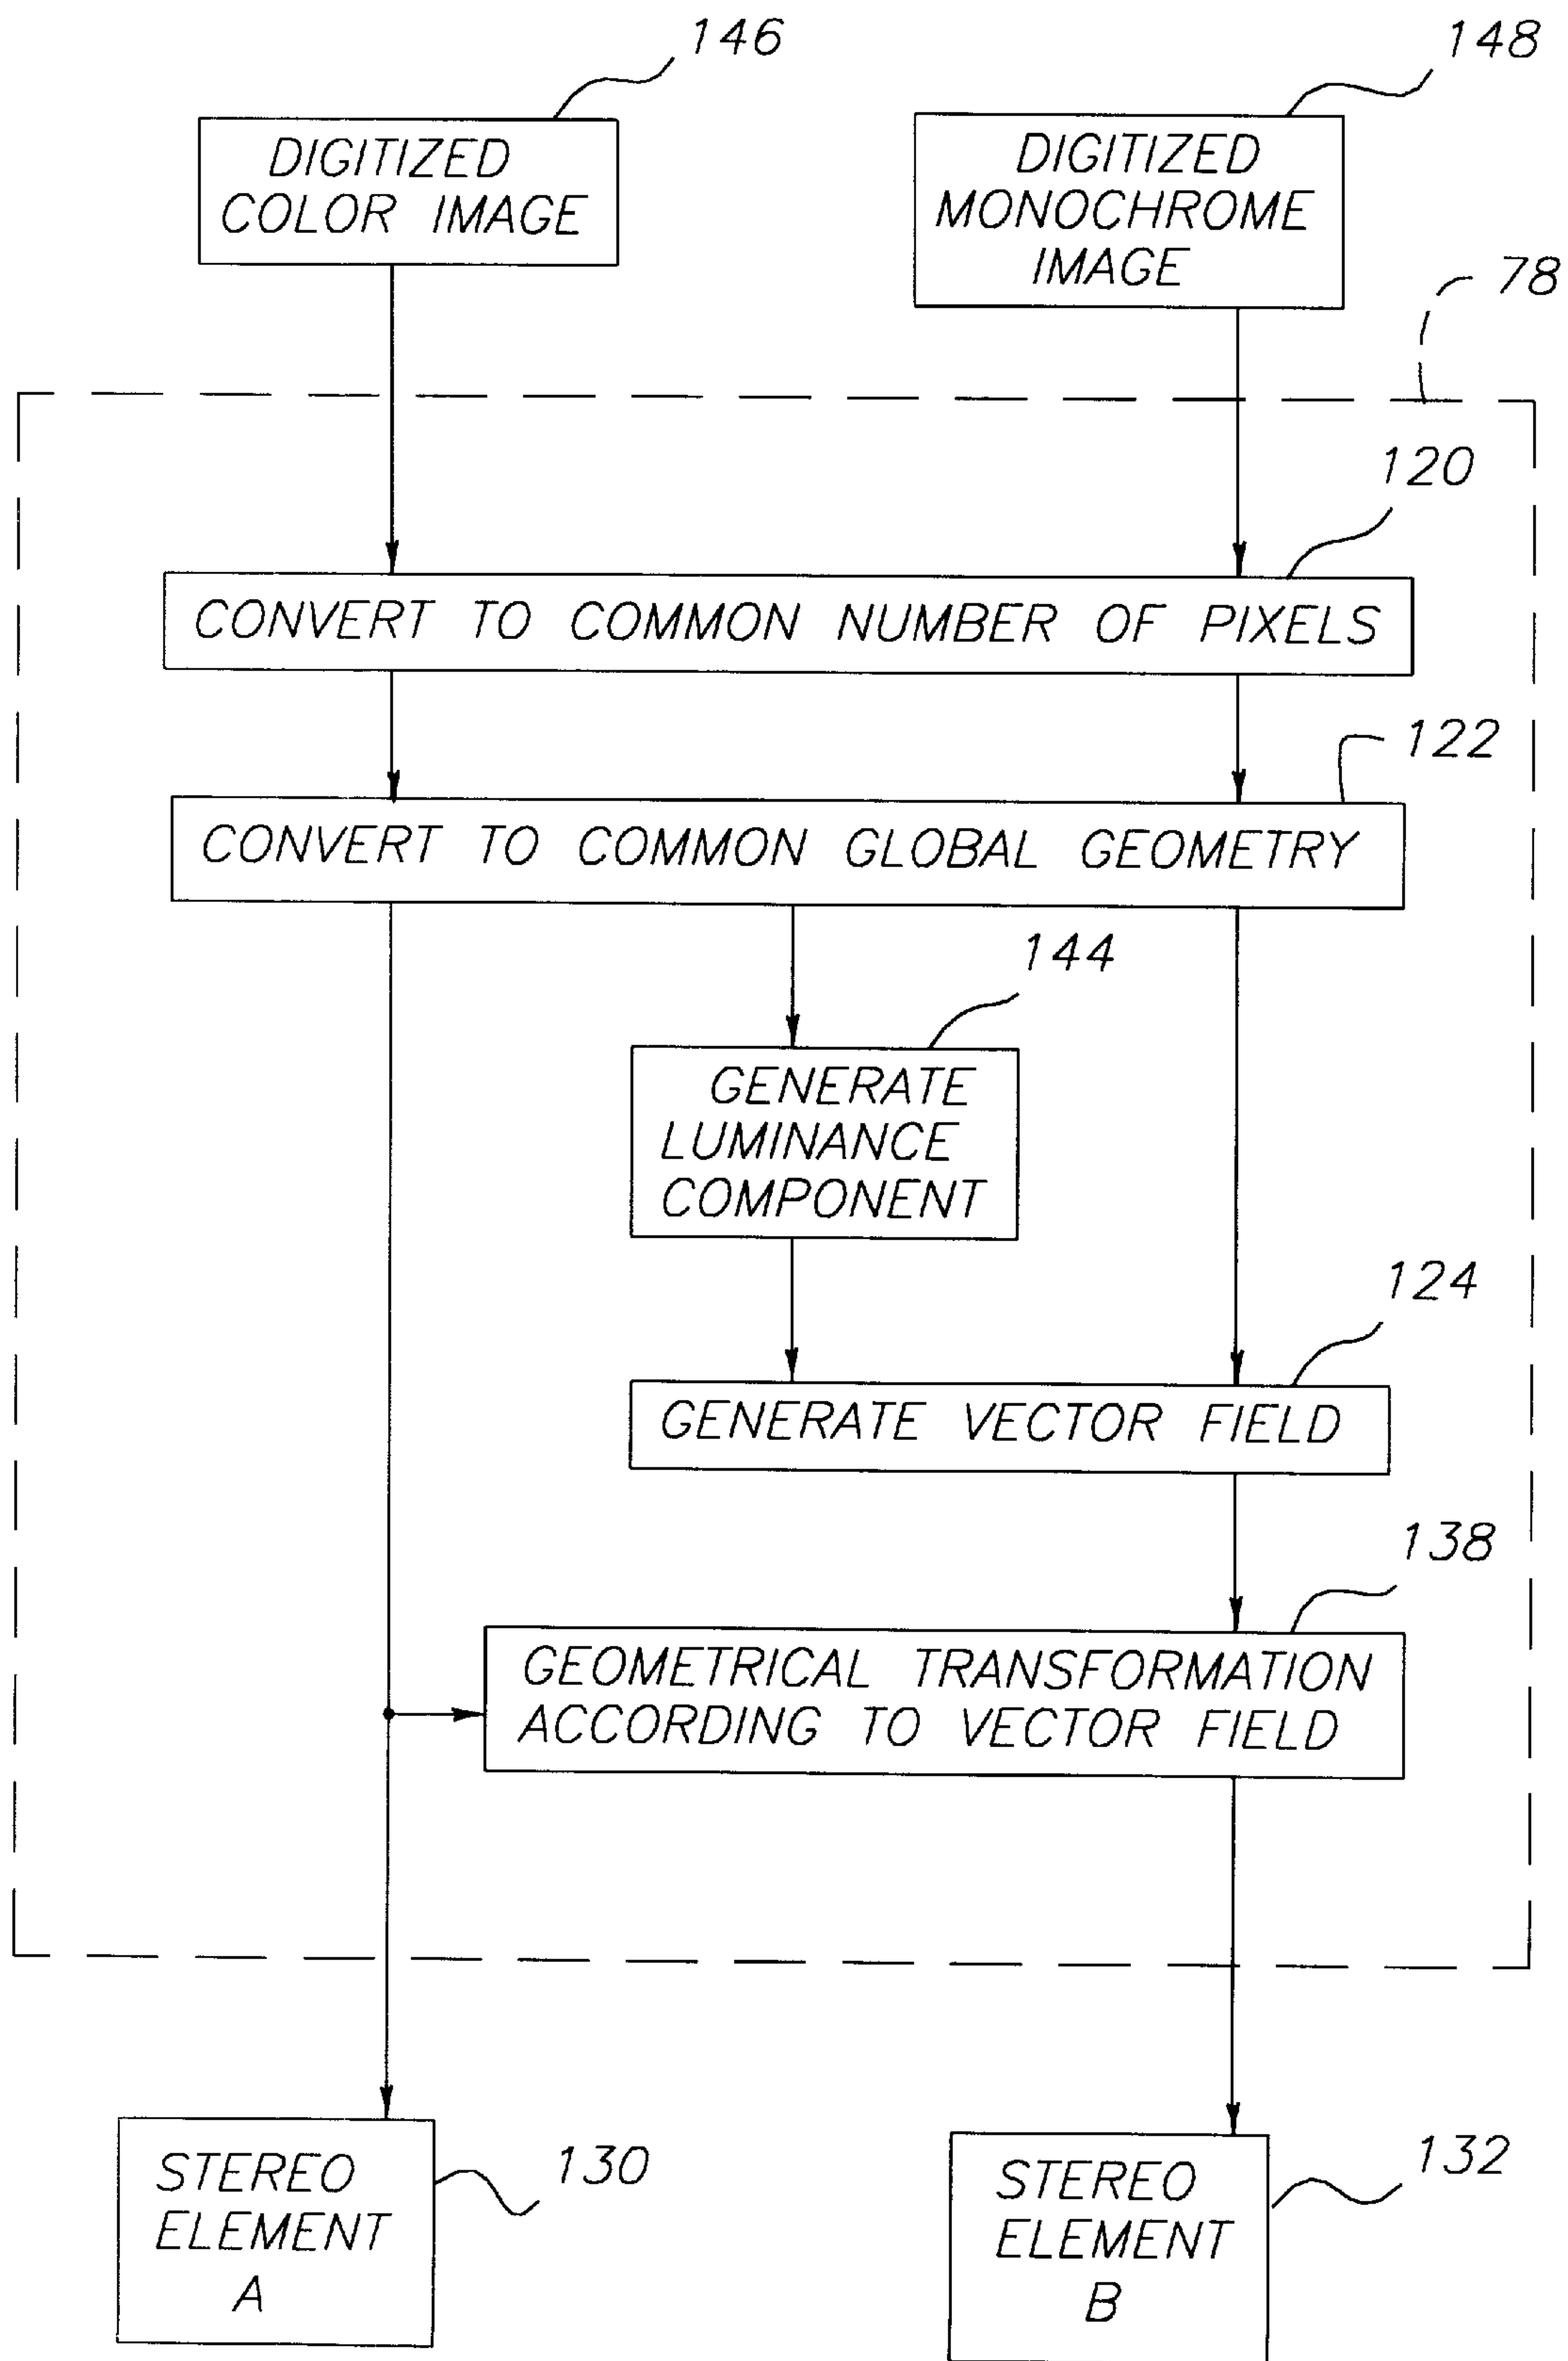 146
148
DIGITIZED
COLOR IMAGE
DIGITIZED
MONOCHROME
IMAGE
78
120
CONVERT TO COMMON NUMBER OF PIXELS
122
CONVERT TO COMMON GLOBAL GEOMETRY
144
GENERATE
LUMINANCE
COMPONENT
124
GENERATE VECTOR FIELD
138
GEOMETRICAL TRANSFORMATION
ACCORDING TO VECTOR FIELD
STEREO
ELEMENT
A
130
STEREO
ELEMENT
B
132